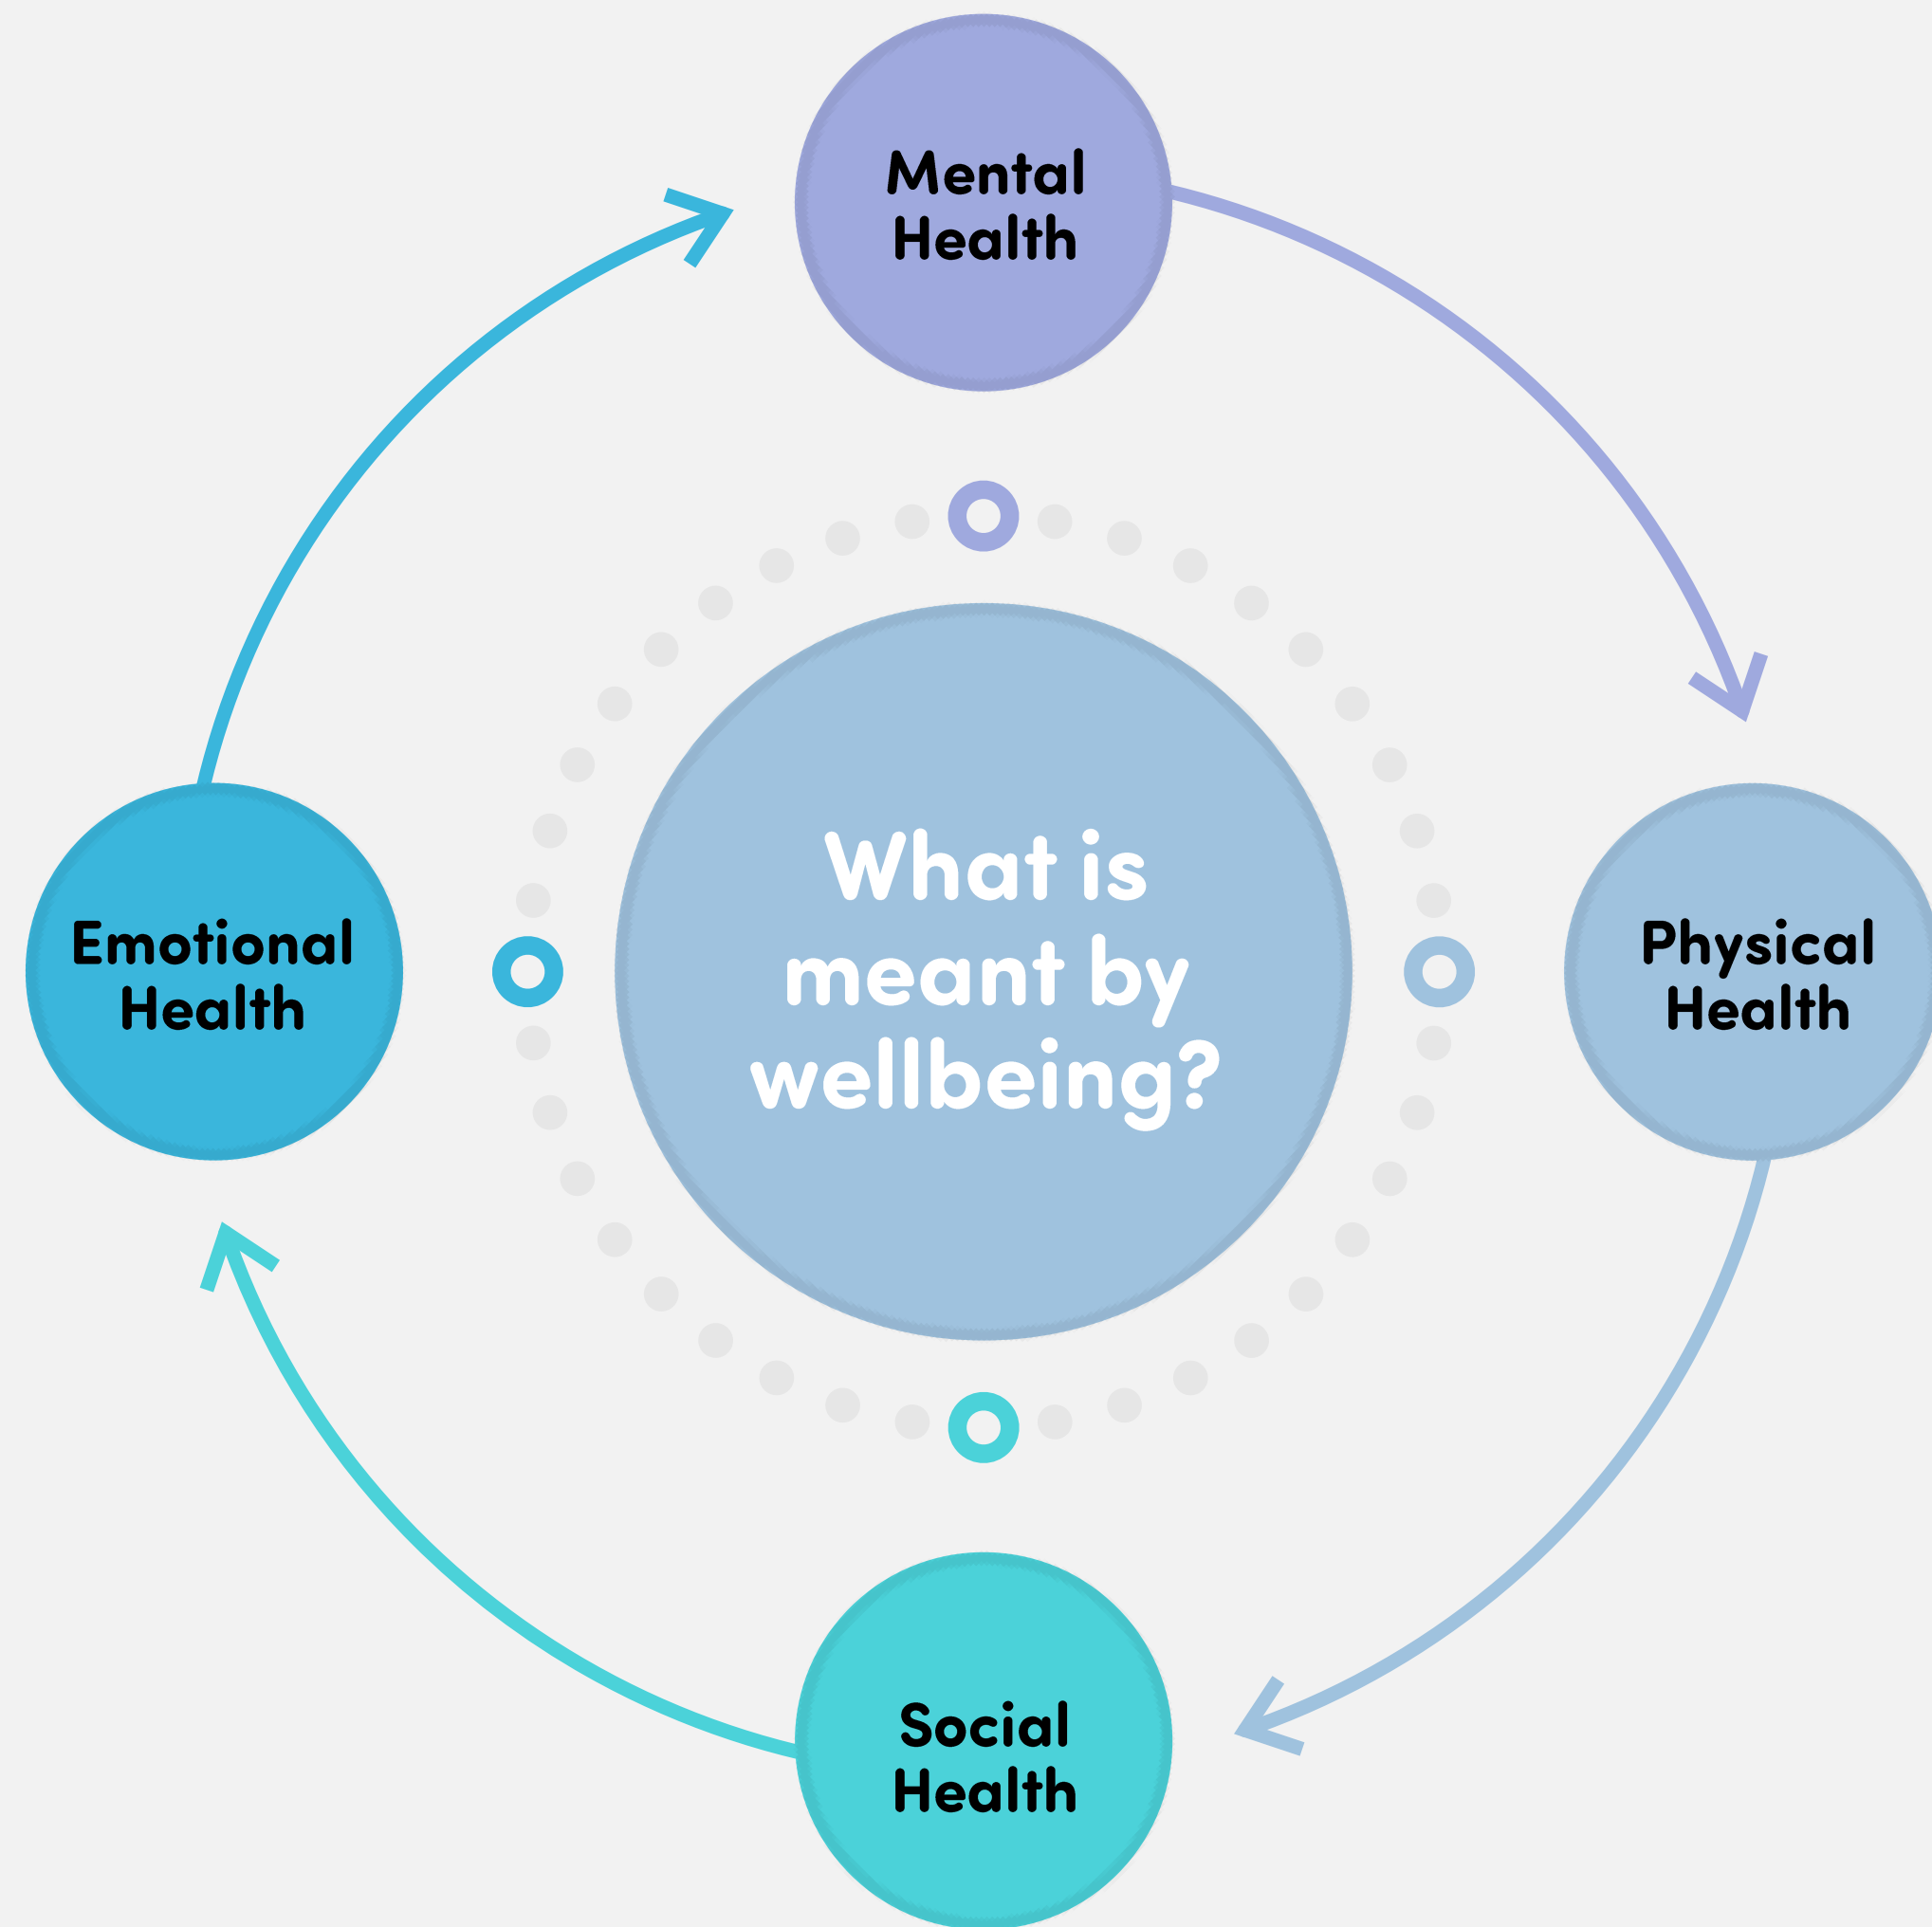 Mental
Health
What is
meant by
wellbeing?
Emotional
Health
Physical
Health
Social
Health